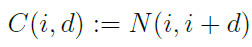 C(i, d) := N(i, i + d)